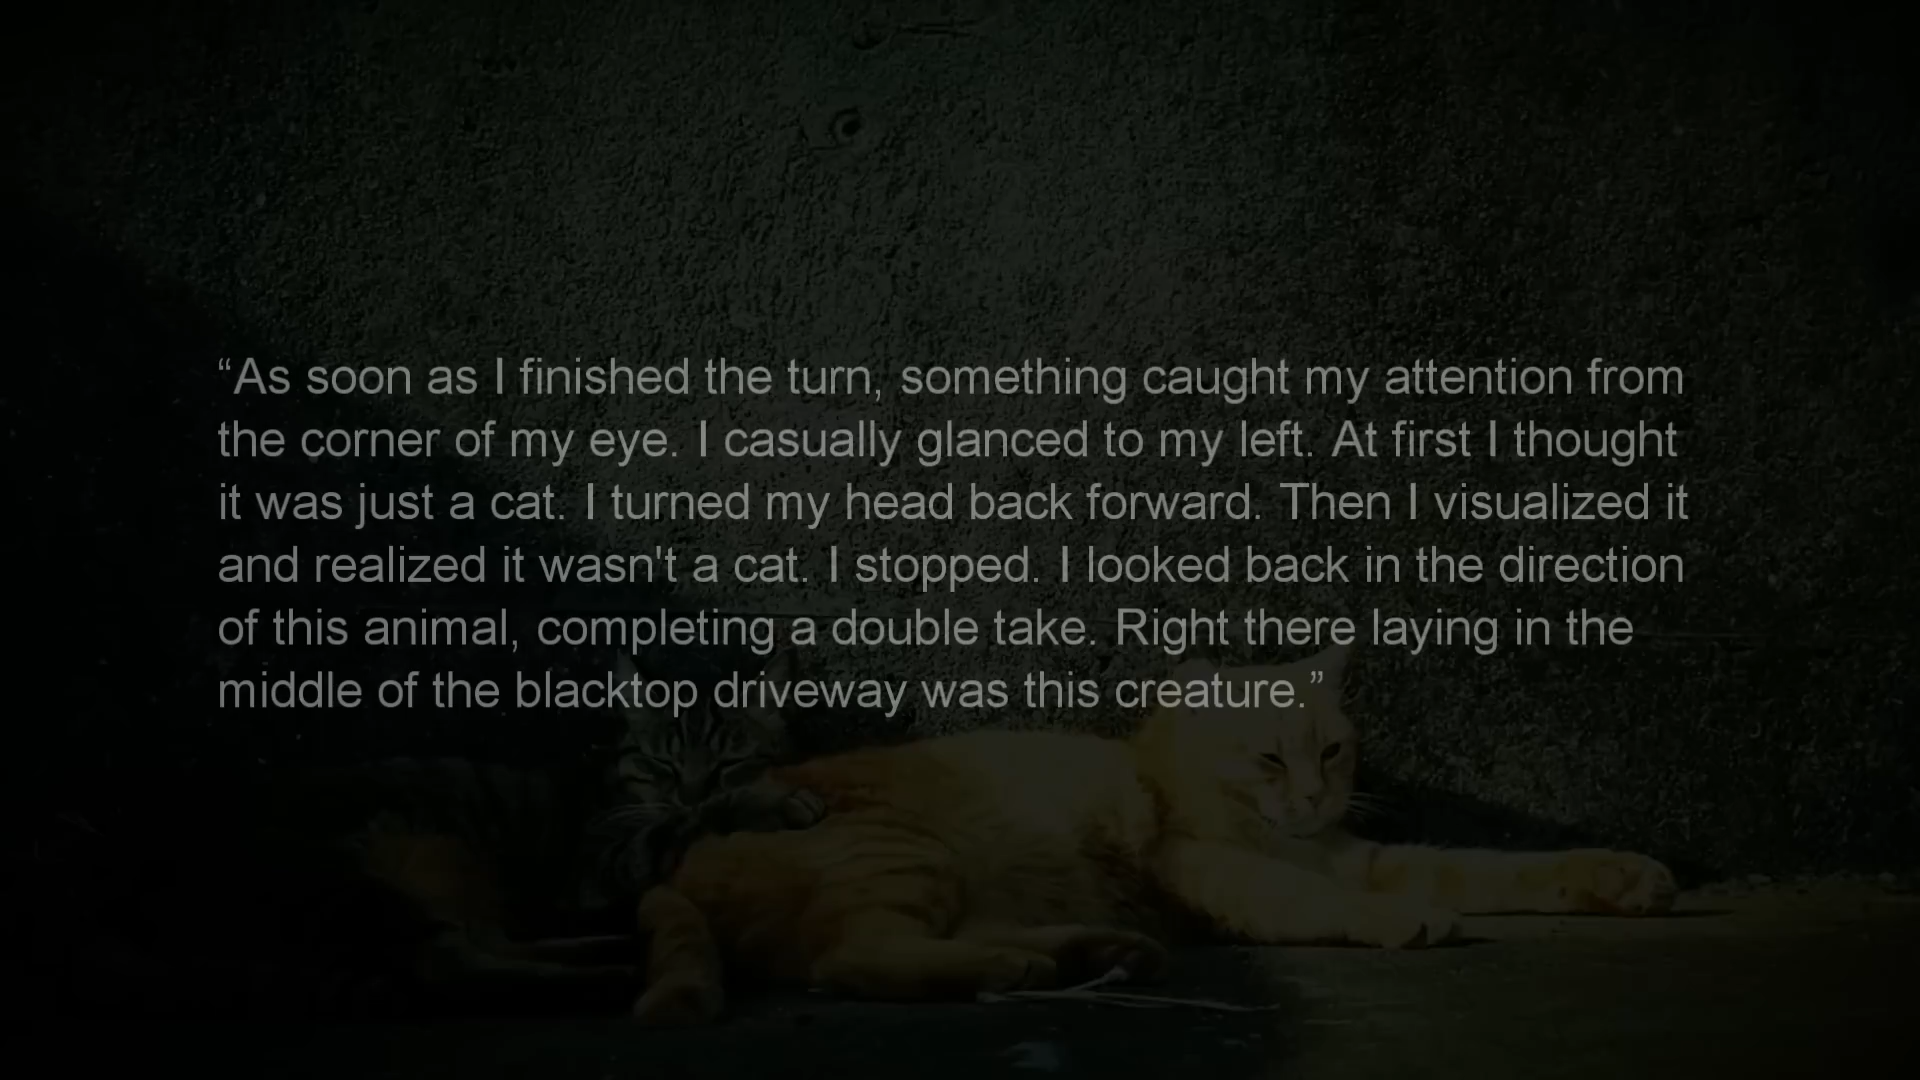 “As soon as I finished the turn, something caught my attention from
the corner of my eye. I casually glanced to my left. At first I thought
it was just a cat. I turned my head back forward. Then I visualized it
and realized it wasn't a cat. I stopped. I looked back in the direction
of this animal, completing a double take. Right there laying in the
middle of the blacktop driveway was this creature.”